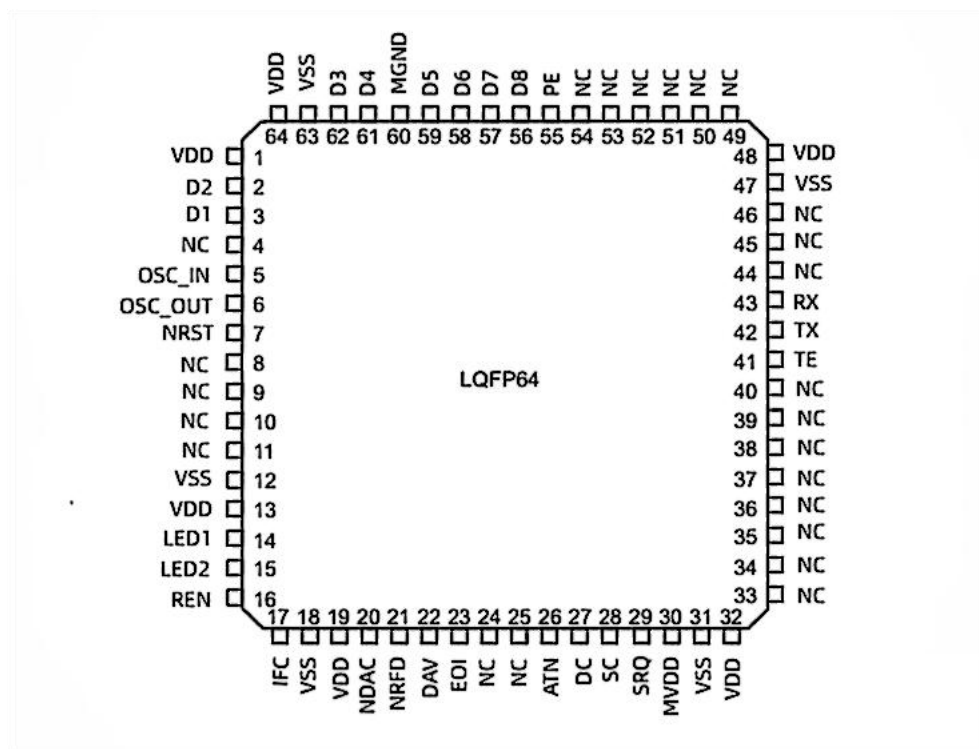 VDD VSS D3 D4 MGND D5 D6 D7 D8 PE NC NC NC NC NC NC
64 63 62 61 60 59 58 57 56 55 54 53 52 51 50 49
VDD 1 48 VDD
D2 2 47 VSS
D1 3 46 NC
NC 4 45 NC
OSC_IN 5 44 NC
OSC_OUT 6 43 RX
NRST 7 42 TX
NC 8 41 TE
LQFP64
NC 9 40 NC
NC 10 39 NC
NC 11 38 NC
VSS 12 37 NC
VDD 13 36 NC
LED1 14 35 NC
LED2 15 34 NC
REN 16 33 NC
17 18 19 20 21 22 23 24 25 26 27 28 29 30 31 32
IFC VSS VDD NDAC NRFD DAV EOI NC NC ATN DC SC SRQ MVDD VSS VDD